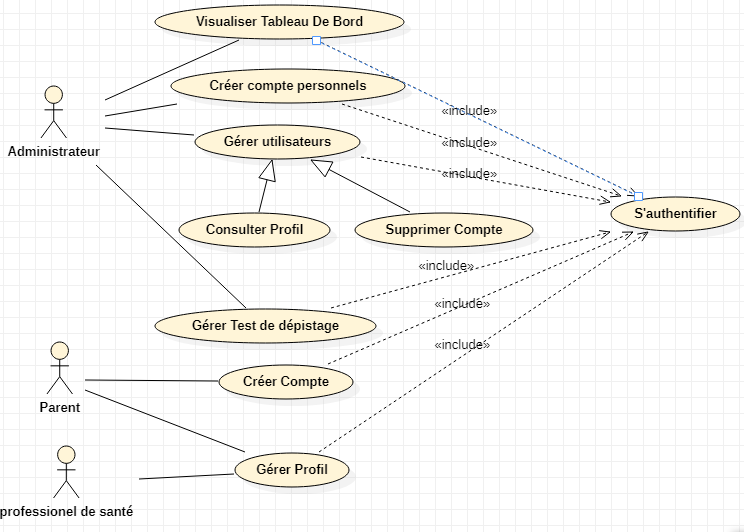 Visualiser Tableau De Bord
Créer compte personnels
«include»
Administrateur
Gérer utilisateurs
«include»
«include»
S'authentifier
Consulter Profil
Supprimer Compte
«include»
«include»
Gérer Test de dépistage
«include»
Créer Compte
Parent
Gérer Profil
professionel de santé